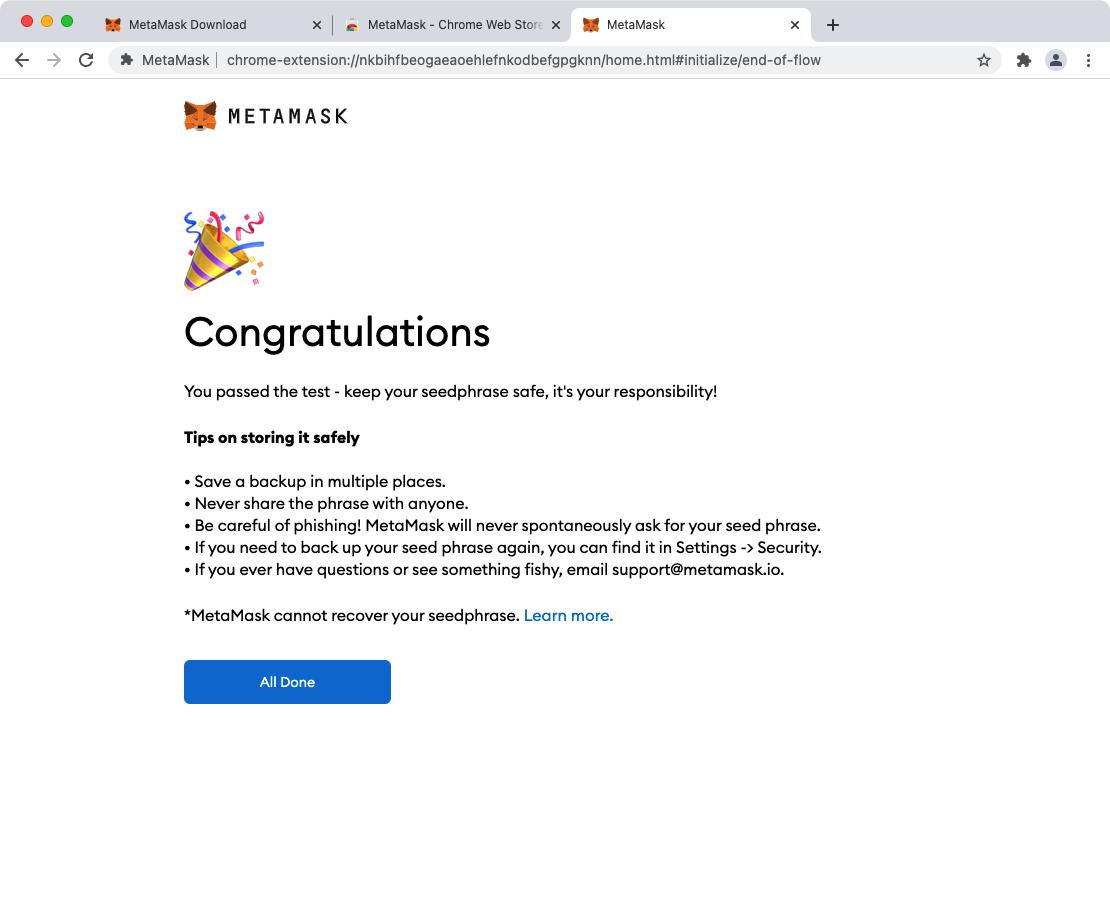 MetaMask Download
MetaMask - Chrome Web Store
MetaMask
MetaMask
chrome-extension://nkbihfbeogaeaoehlefnkodbefgpgknn/home.html#initialize/end-of-flow
METAMASK
Congratulations
You passed the test - keep your seedphrase safe, it's your responsibility!
Tips on storing it safely
• Save a backup in multiple places.
• Never share the phrase with anyone.
• Be careful of phishing! MetaMask will never spontaneously ask for your seed phrase.
• If you need to back up your seed phrase again, you can find it in Settings -> Security.
• If you ever have questions or see something fishy, email support@metamask.io.
*MetaMask cannot recover your seedphrase. Learn more.
All Done